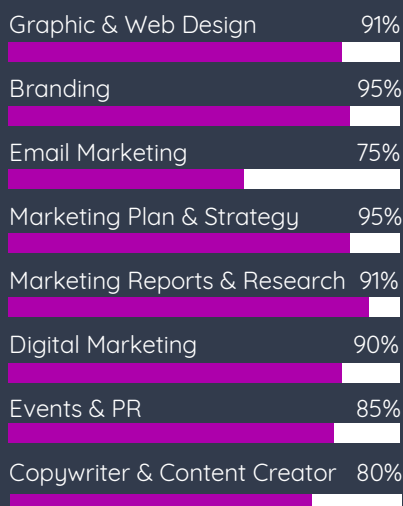 Graphic & Web Design 91%
Branding 95%
Email Marketing 75%
Marketing Plan & Strategy 95%
Marketing Reports & Research 91%
Digital Marketing 90%
Events & PR 85%
Copywriter & Content Creator 80%